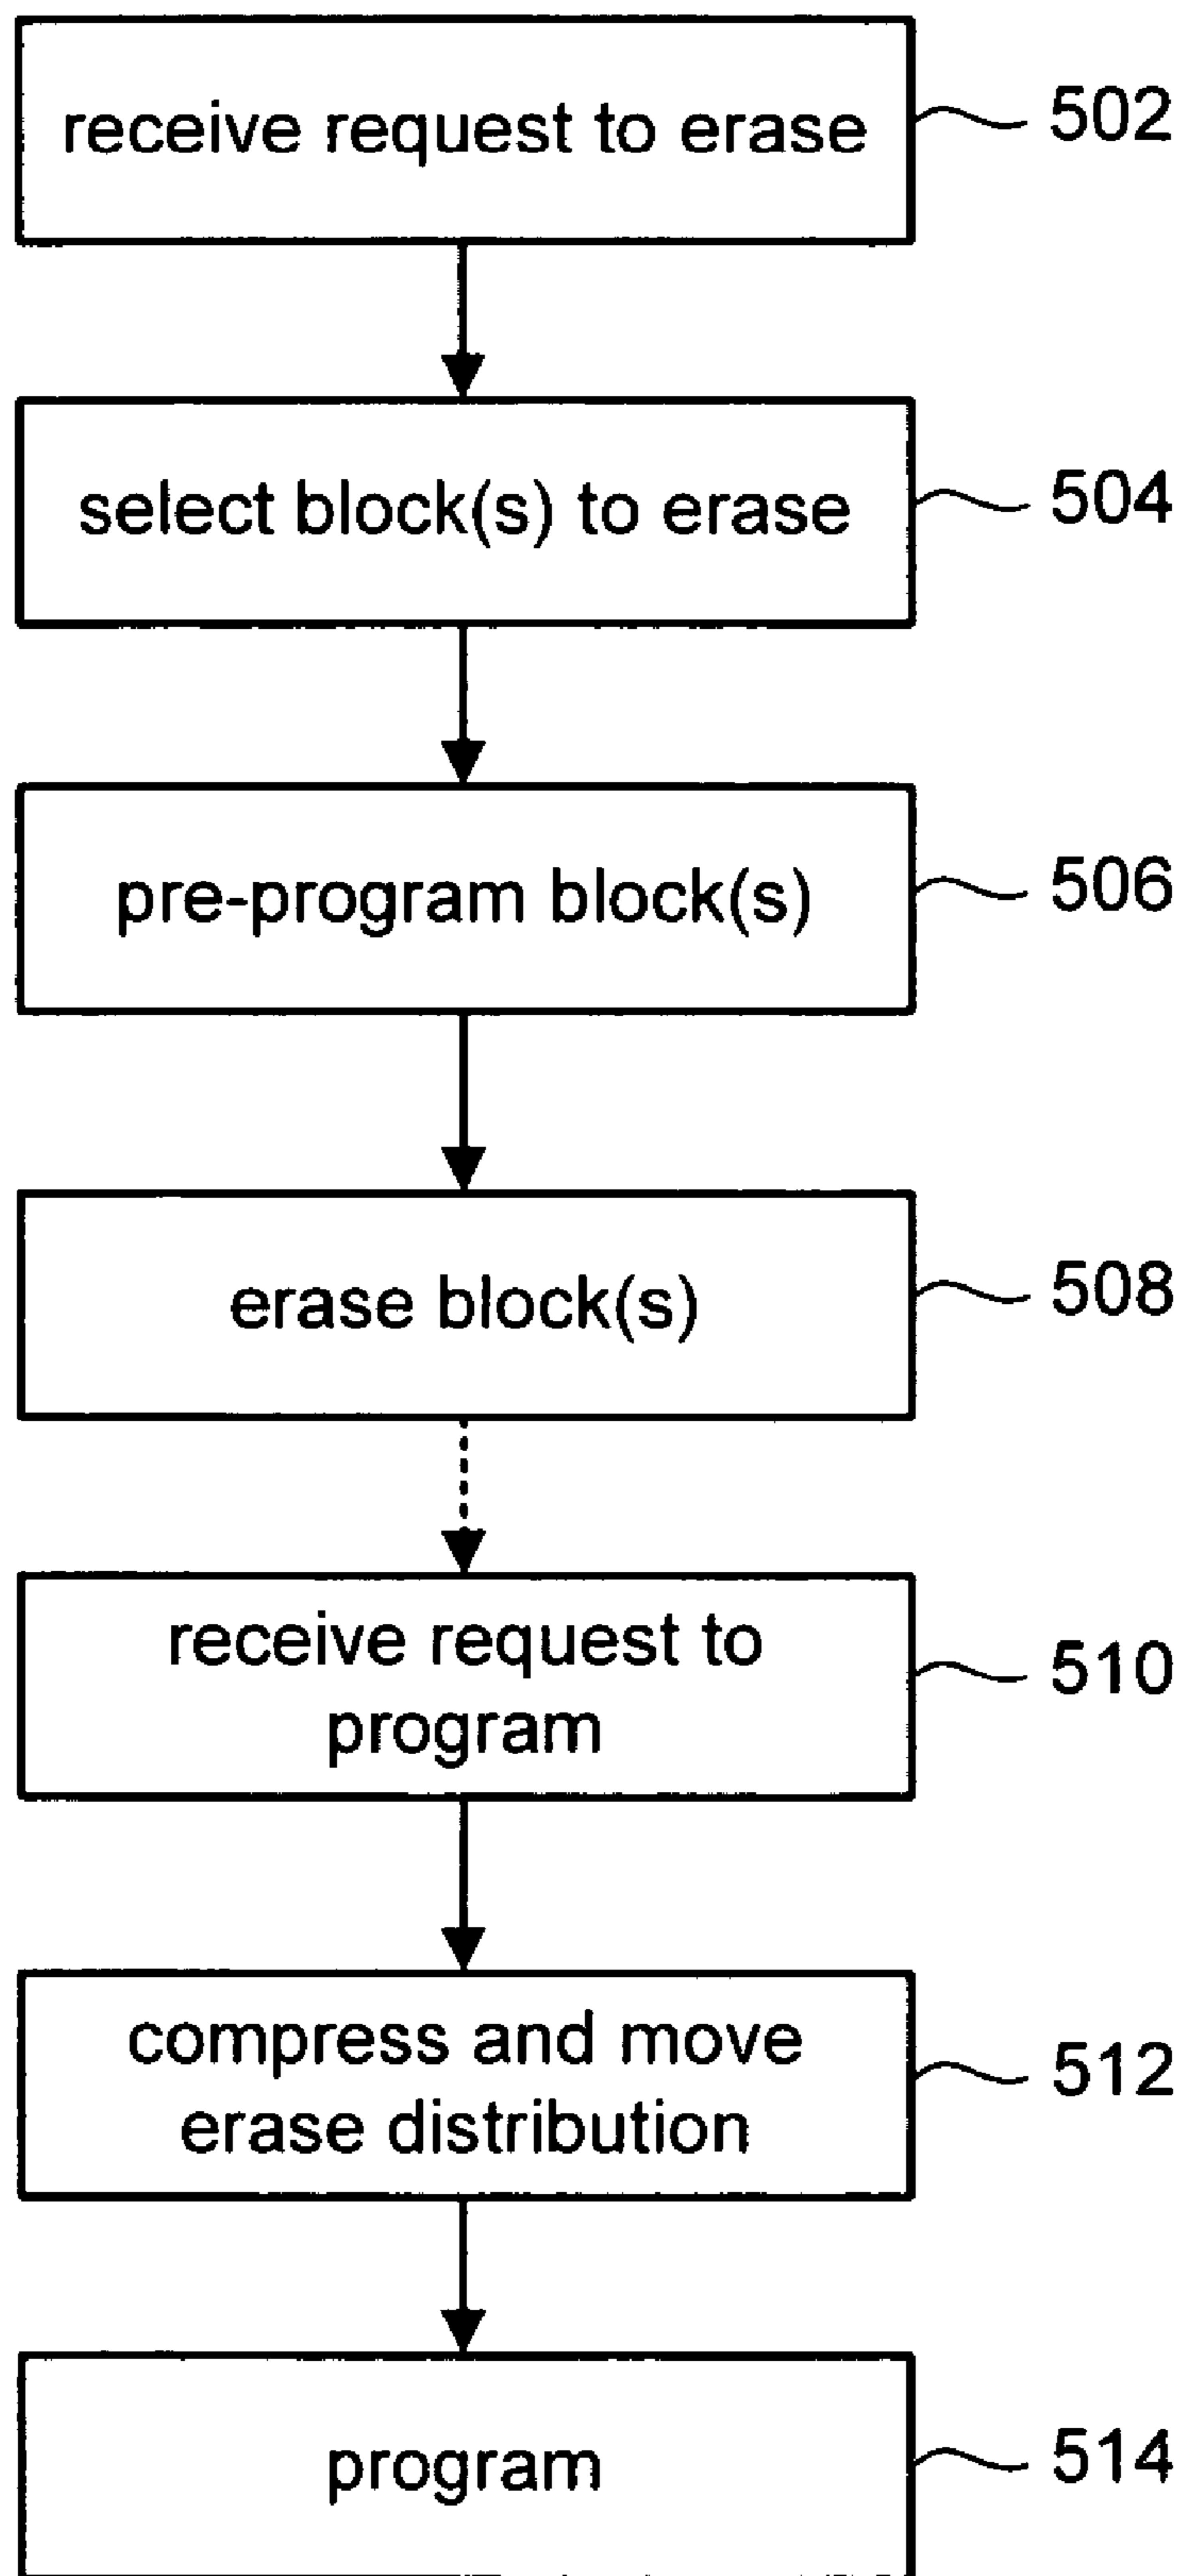 receive request to erase
502
select block(s) to erase
504
pre-program block(s)
506
erase block(s)
508
receive request to
program
510
compress and move
erase distribution
512
program
514